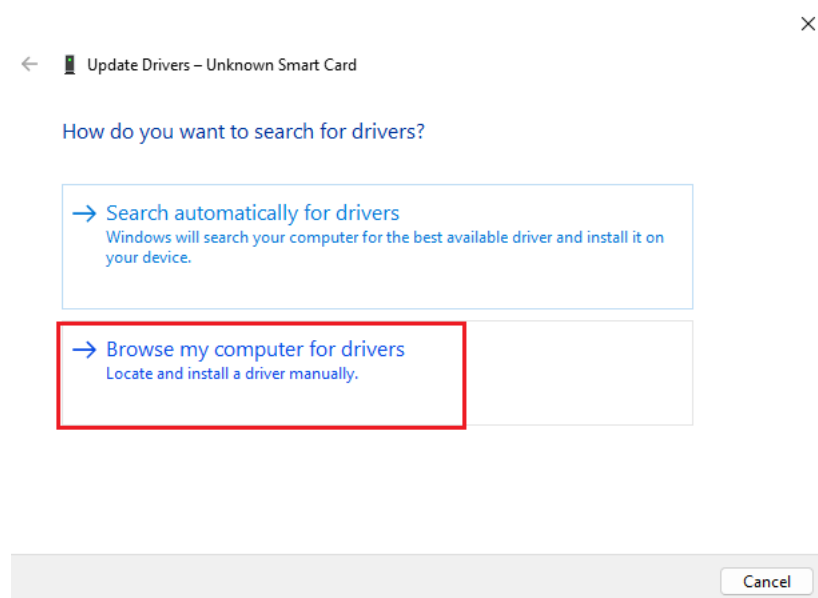 Update Drivers – Unknown Smart Card
How do you want to search for drivers?
Search automatically for drivers
Windows will search your computer for the best available driver and install it on
your device.
Browse my computer for drivers
Locate and install a driver manually.
Cancel